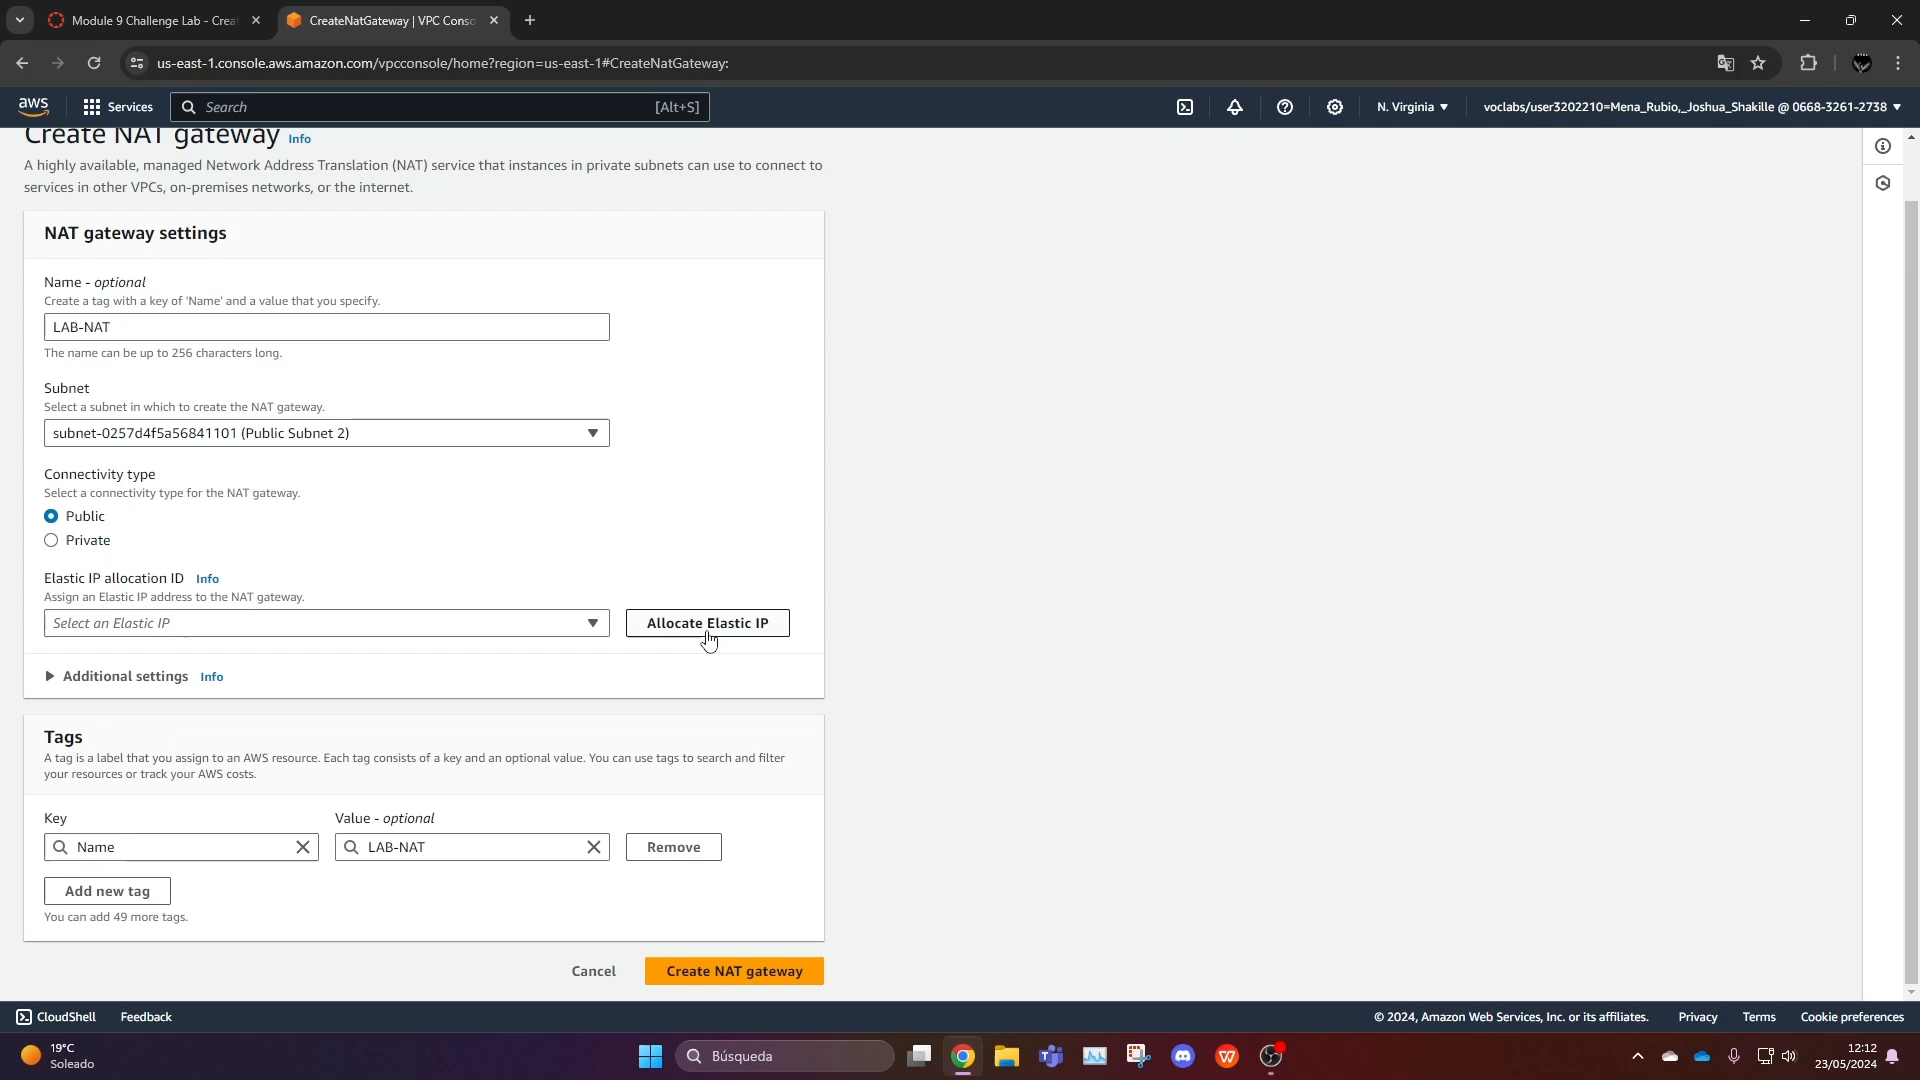 Module 9 Challenge Lab - Crea
CreateNatGateway | VPC Conso
us-east-1.console.aws.amazon.com/vpcconsole/home?region=us-east-1#CreateNatGateway:
aws
Services
Search
[Alt+S]
N. Virginia
voclabs/user3202210=Mena_Rubio,_Joshua_Shakille @ 0668-3261-2738
Create NAT gateway Info
A highly available, managed Network Address Translation (NAT) service that instances in private subnets can use to connect to
services in other VPCs, on-premises networks, or the internet.
NAT gateway settings
Name - optional
Create a tag with a key of 'Name' and a value that you specify.
LAB-NAT
The name can be up to 256 characters long.
Subnet
Select a subnet in which to create the NAT gateway.
subnet-0257d4f5a56841101 (Public Subnet 2)
Connectivity type
Select a connectivity type for the NAT gateway.
Public
Private
Elastic IP allocation ID Info
Assign an Elastic IP address to the NAT gateway.
Select an Elastic IP
Allocate Elastic IP
Additional settings Info
Tags
A tag is a label that you assign to an AWS resource. Each tag consists of a key and an optional value. You can use tags to search and filter
your resources or track your AWS costs.
Key
Value - optional
Name
LAB-NAT
Remove
Add new tag
You can add 49 more tags.
Cancel
Create NAT gateway
CloudShell
Feedback
© 2024, Amazon Web Services, Inc. or its affiliates.
Privacy
Terms
Cookie preferences
19°C
Soleado
Búsqueda
12:12
23/05/2024